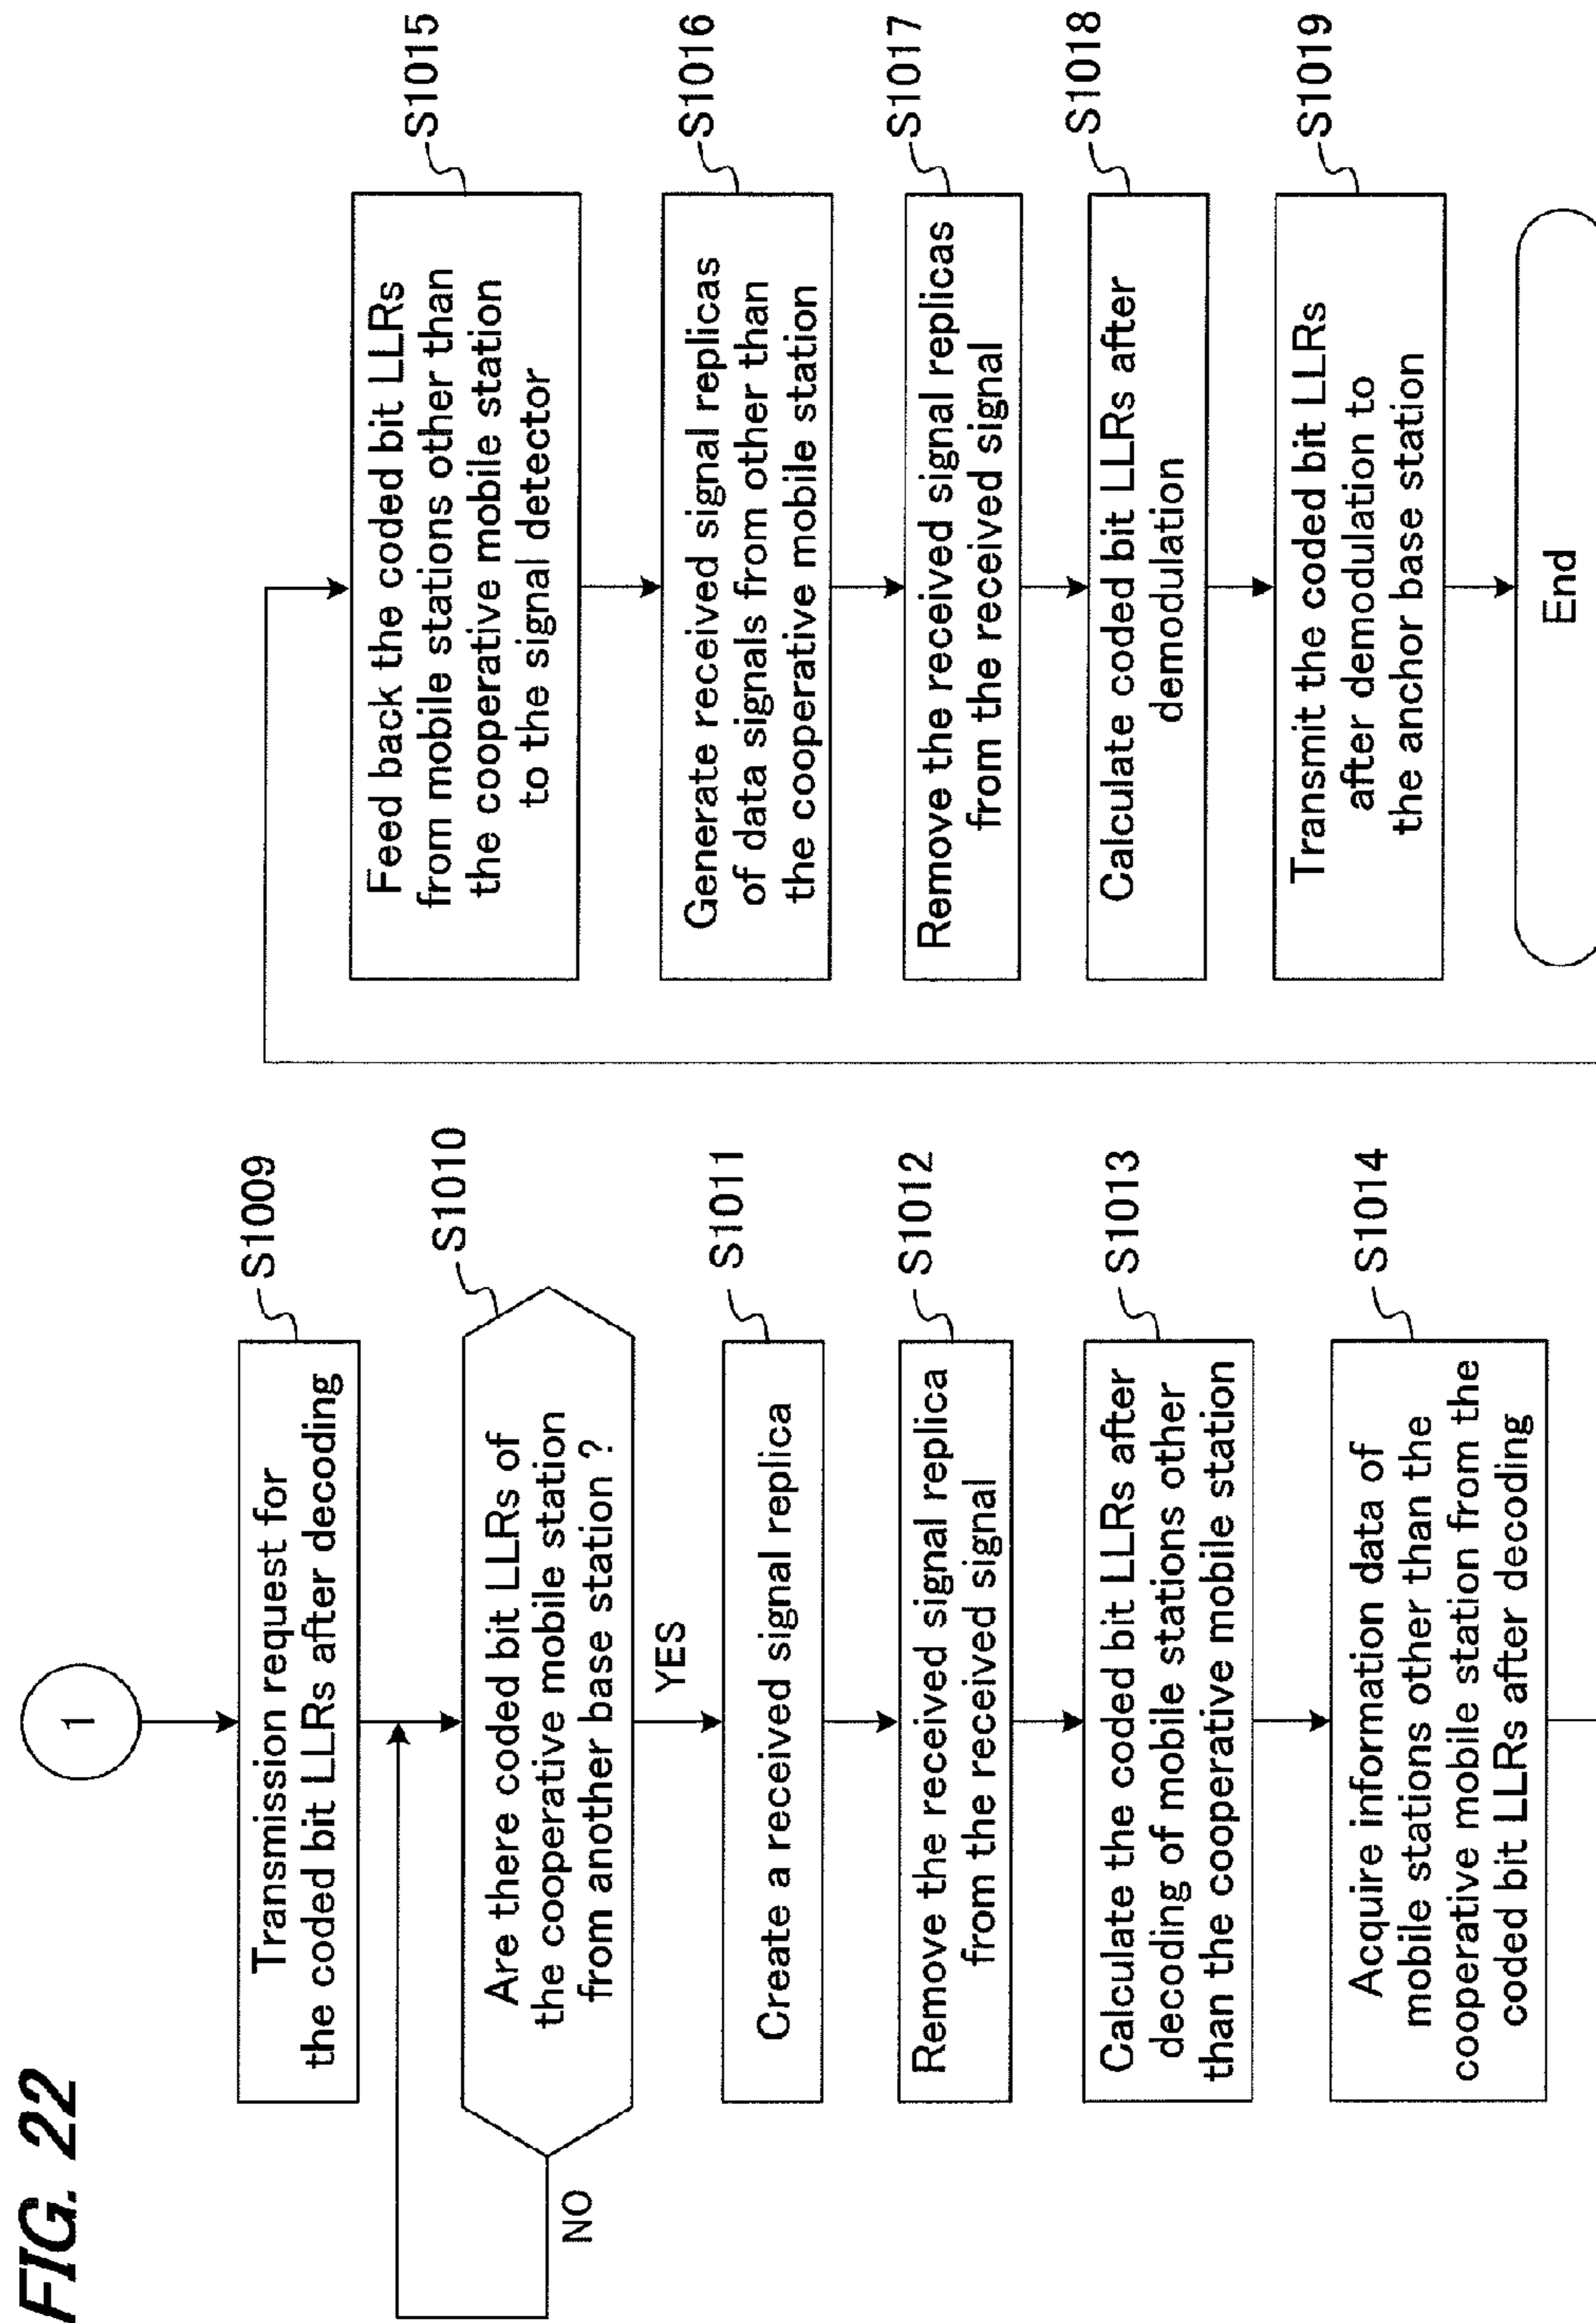 FIG. 22
1
S1009
Transmission request for
the coded bit LLRs after decoding
S1010
Are there coded bit LLRs of
the cooperative mobile station
from another base station ?
NO
YES
S1011
Create a received signal replica
S1012
Remove the received signal replica
from the received signal
S1013
Calculate the coded bit LLRs after
decoding of mobile stations other
than the cooperative mobile station
S1014
Acquire information data of
mobile stations other than the
cooperative mobile station from the
coded bit LLRs after decoding
S1015
Feed back the coded bit LLRs
from mobile stations other than
the cooperative mobile station
to the signal detector
S1016
Generate received signal replicas
of data signals from other than
the cooperative mobile station
S1017
Remove the received signal replicas
from the received signal
S1018
Calculate coded bit LLRs after
demodulation
S1019
Transmit the coded bit LLRs
after demodulation to
the anchor base station
End